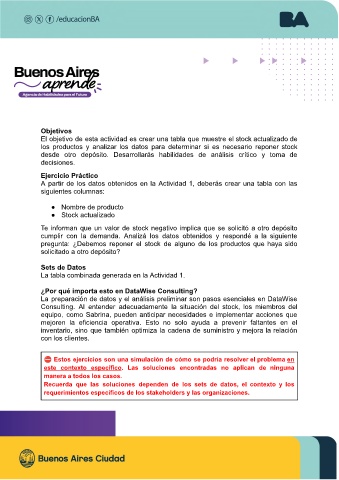 /educacionBA
BA
Buenos Aires
aprende
Agencia de Habilidades para el Futuro
Objetivos
El objetivo de esta actividad es crear una tabla que muestre el stock actualizado de
los productos y analizar los datos para determinar si es necesario reponer stock
desde otro depósito. Desarrollarás habilidades de análisis crítico y toma de
decisiones.
Ejercicio Práctico
A partir de los datos obtenidos en la Actividad 1, deberás crear una tabla con las
siguientes columnas:
● Nombre de producto
● Stock actualizado
Te informan que un valor de stock negativo implica que se solicitó a otro depósito
cumplir con la demanda. Analizá los datos obtenidos y respondé a la siguiente
pregunta: ¿Debemos reponer el stock de alguno de los productos que haya sido
solicitado a otro depósito?
Sets de Datos
La tabla combinada generada en la Actividad 1.
¿Por qué importa esto en DataWise Consulting?
La preparación de datos y el análisis preliminar son pasos esenciales en DataWise
Consulting. Al entender adecuadamente la situación del stock, los miembros del
equipo, como Sabrina, pueden anticipar necesidades e implementar acciones que
mejoren la eficiencia operativa. Esto no solo ayuda a prevenir faltantes en el
inventario, sino que también optimiza la cadena de suministro y mejora la relación
con los clientes.
⛔ Estos ejercicios son una simulación de cómo se podría resolver el problema en
este contexto específico. Las soluciones encontradas no aplican de ninguna
manera a todos los casos.
Recuerda que las soluciones dependen de los sets de datos, el contexto y los
requerimientos específicos de los stakeholders y las organizaciones.
Buenos Aires Ciudad